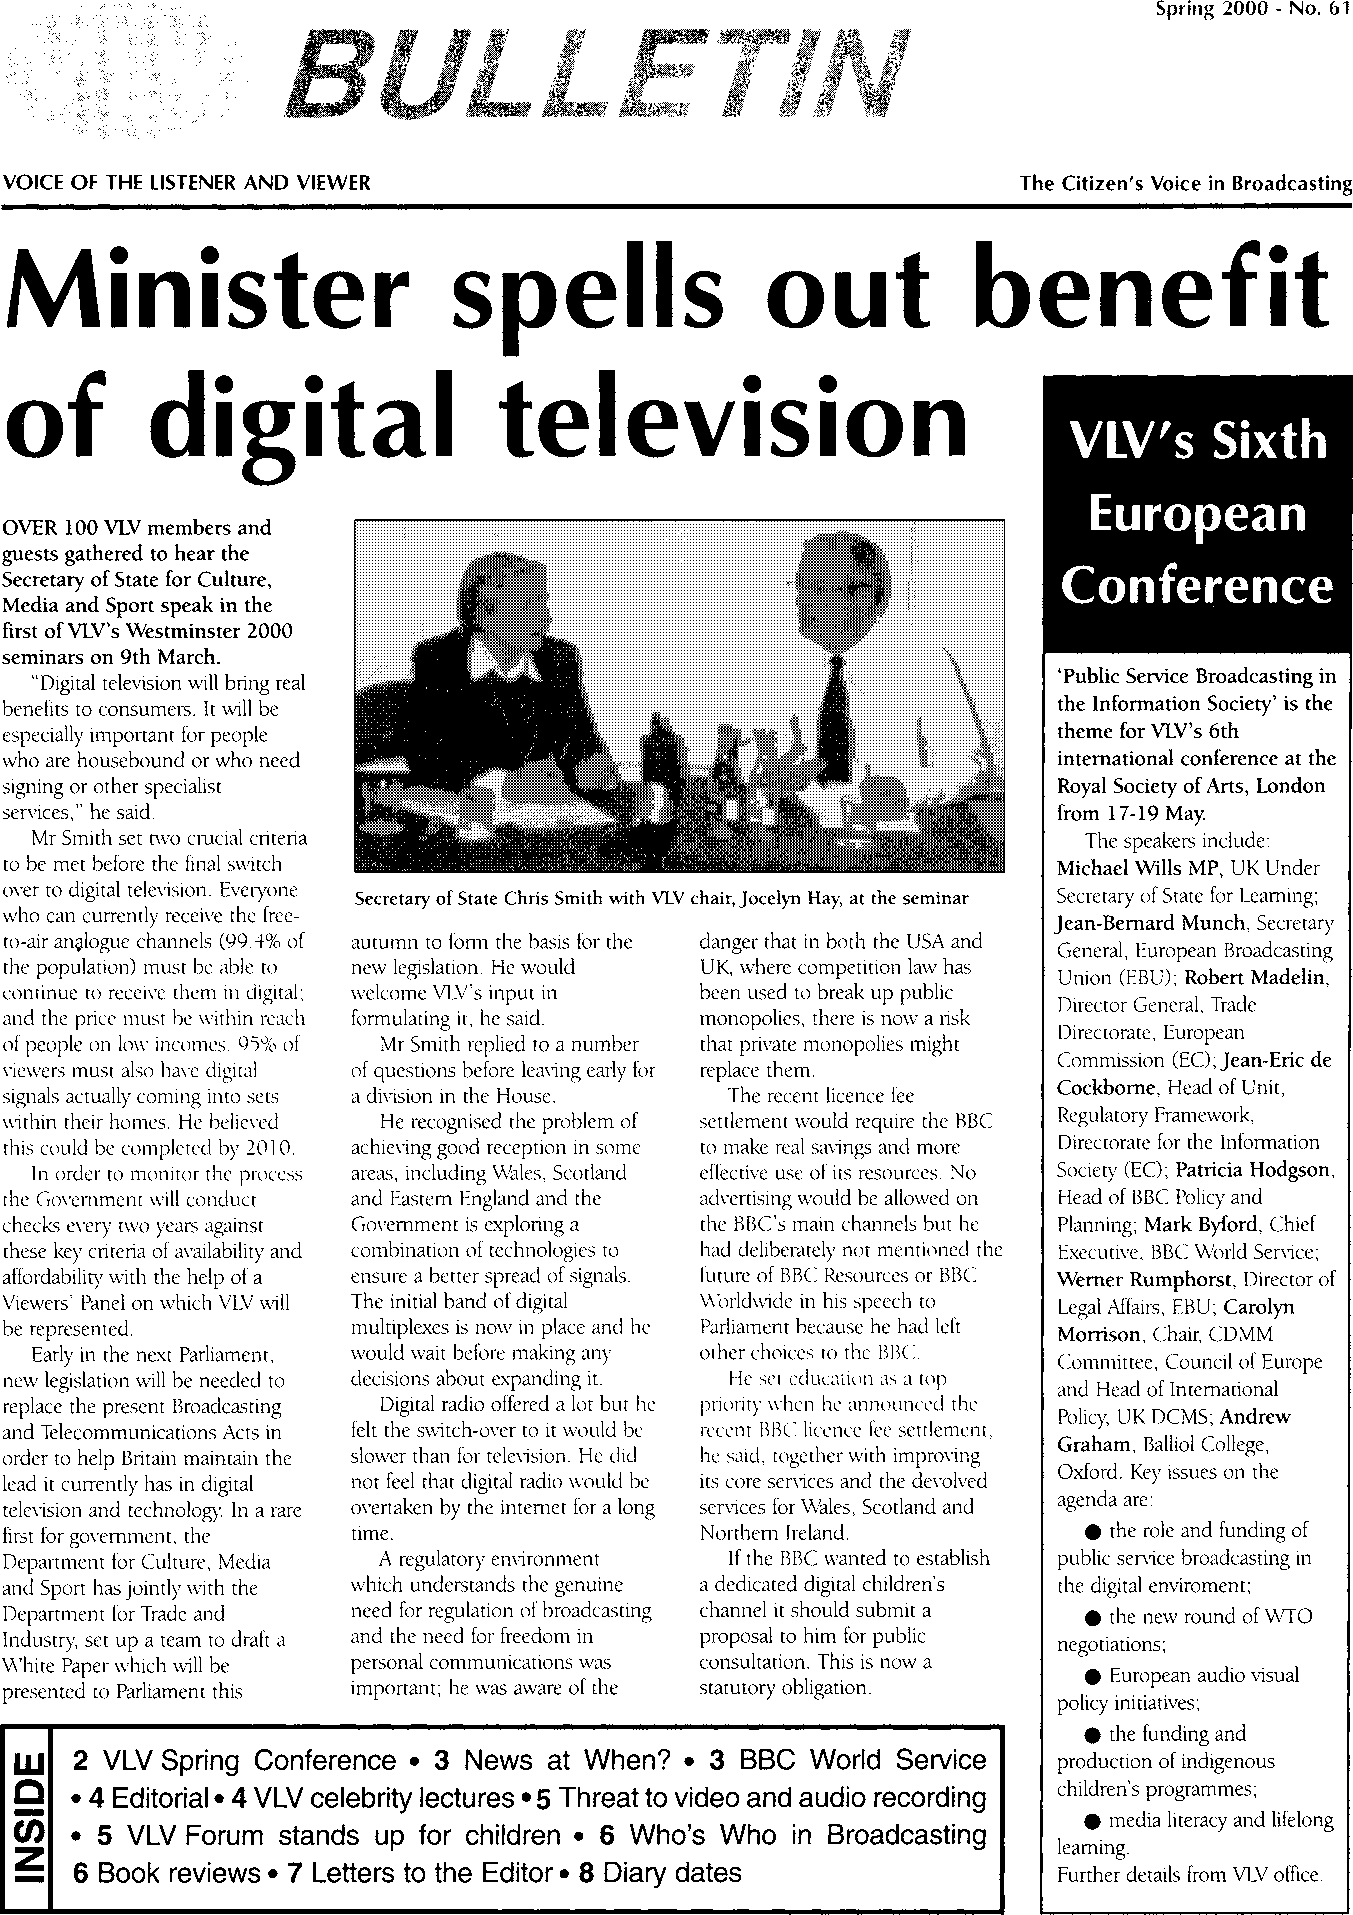 Spring 2000 - No. 61
VLV BULLETIN
VOICE OF THE LISTENER AND VIEWER
The Citizen's Voice in Broadcasting
Minister spells out benefit
of digital television
OVER 100 VLV members and
guests gathered to hear the
Secretary of State for Culture,
Media and Sport speak in the
first of VLV's Westminster 2000
seminars on 9th March.
"Digital television will bring real
benefits to consumers. It will be
especially important for people
who are housebound or who need
signing or other specialist
services," he said.
Mr Smith set two crucial criteria
to be met before the final switch
over to digital television. Everyone
who can currently receive the free-
to-air analogue channels (99.4% of
the population) must be able to
continue to receive them in digital;
and the price must be within reach
of people on low incomes. 95% of
viewers must also have digital
signals actually coming into sets
within their homes. He believed
this could be completed by 2010.
In order to monitor the process
the Government will conduct
checks every two years against
these key criteria of availability and
affordability with the help of a
Viewers' Panel on which VLV will
be represented.
Early in the next Parliament,
new legislation will be needed to
replace the present Broadcasting
and Telecommunications Acts in
order to help Britain maintain the
lead it currently has in digital
television and technology. In a rare
first for government, the
Department for Culture, Media
and Sport has jointly with the
Department for Trade and
Industry, set up a team to draft a
White Paper which will be
presented to Parliament this
Secretary of State Chris Smith with VLV chair, Jocelyn Hay, at the seminar
autumn to form the basis for the
new legislation. He would
welcome VLV's input in
formulating it, he said.
Mr Smith replied to a number
of questions before leaving early for
a division in the House.
He recognised the problem of
achieving good reception in some
areas, including Wales, Scotland
and Eastern England and the
Government is exploring a
combination of technologies to
ensure a better spread of signals.
The initial band of digital
multiplexes is now in place and he
would wait before making any
decisions about expanding it.
Digital radio offered a lot but he
felt the switch-over to it would be
slower than for television. He did
not feel that digital radio would be
overtaken by the internet for a long
time.
A regulatory environment
which understands the genuine
need for regulation of broadcasting
and the need for freedom in
personal communications was
important; he was aware of the
danger that in both the USA and
UK, where competition law has
been used to break up public
monopolies, there is now a risk
that private monopolies might
replace them.
The recent licence fee
settlement would require the BBC
to make real savings and more
effective use of its resources. No
advertising would be allowed on
the BBC's main channels but he
had deliberately not mentioned the
future of BBC Resources or BBC
Worldwide in his speech to
Parliament because he had left
other choices to the BBC.
He set education as a top
priority when he announced the
recent BBC licence fee settlement,
he said, together with improving
its core services and the devolved
services for Wales, Scotland and
Northern Ireland.
If the BBC wanted to establish
a dedicated digital children's
channel it should submit a
proposal to him for public
consultation. This is now a
statutory obligation.
VLV's Sixth
European
Conference
'Public Service Broadcasting in
the Information Society' is the
theme for VLV's 6th
international conference at the
Royal Society of Arts, London
from 17-19 May.
The speakers include:
Michael Wills MP, UK Under
Secretary of State for Learning;
Jean-Bernard Munch, Secretary
General, European Broadcasting
Union (EBU); Robert Madelin,
Director General, Trade
Directorate, European
Commission (EC); Jean-Eric de
Cockborne, Head of Unit,
Regulatory Framework,
Directorate for the Information
Society (EC); Patricia Hodgson,
Head of BBC Policy and
Planning; Mark Byford, Chief
Executive, BBC World Service;
Werner Rumphorst, Director of
Legal Affairs, EBU; Carolyn
Morrison, Chair, CDMM
Committee, Council of Europe
and Head of International
Policy, UK DCMS; Andrew
Graham, Balliol College,
Oxford. Key issues on the
agenda are:
● the role and funding of
public service broadcasting in
the digital enviroment;
● the new round of WTO
negotiations;
● European audio visual
policy initiatives;
● the funding and
production of indigenous
children's programmes;
● media literacy and lifelong
learning.
Further details from VLV office.
INSIDE
2 VLV Spring Conference • 3 News at When? • 3 BBC World Service
• 4 Editorial • 4 VLV celebrity lectures • 5 Threat to video and audio recording
• 5 VLV Forum stands up for children • 6 Who's Who in Broadcasting
6 Book reviews • 7 Letters to the Editor • 8 Diary dates